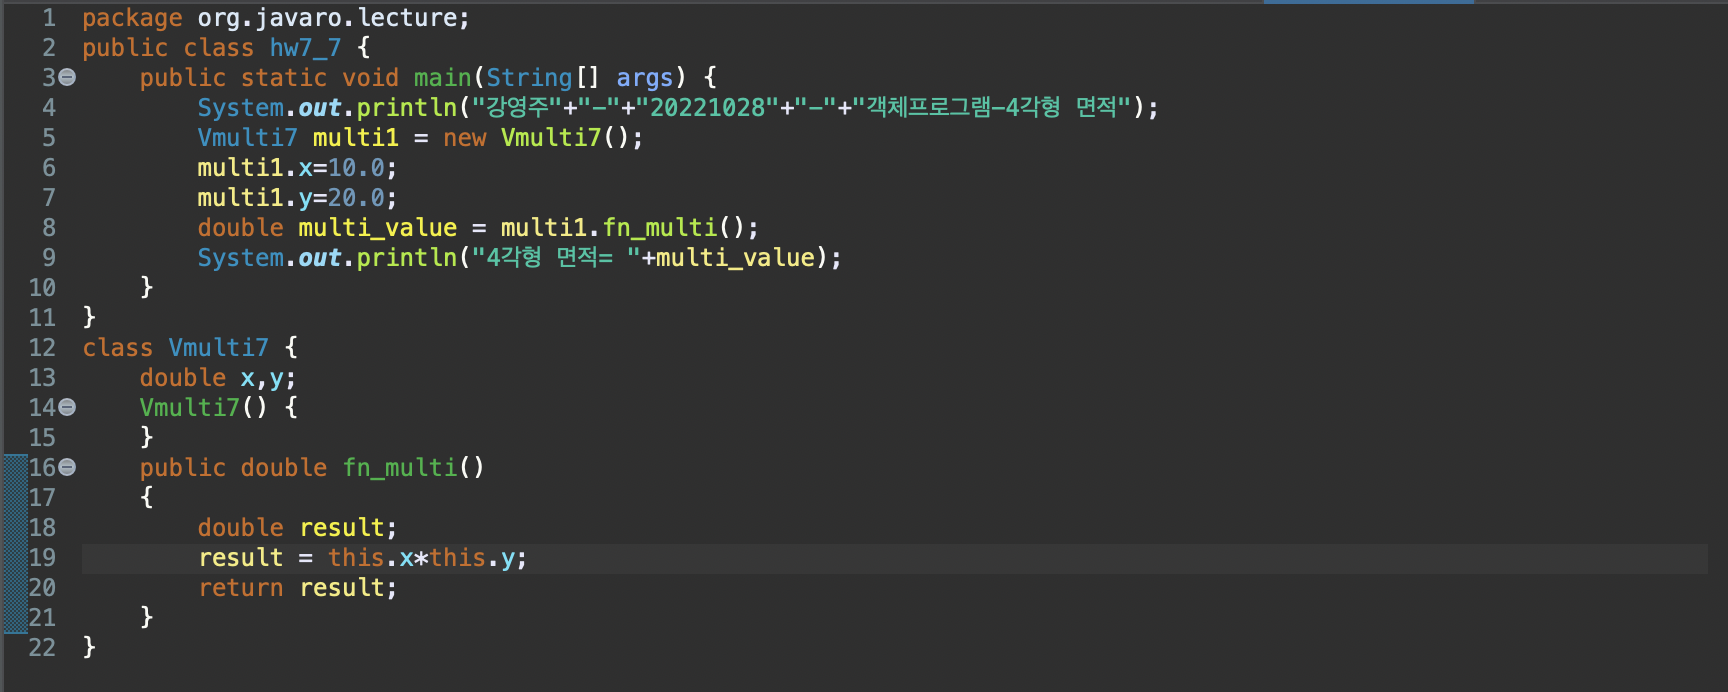 1 package org.javaro.lecture;
2 public class hw7_7 {
3 public static void main(String[] args) {
4 System.out.println("강영주"+"-"+"20221028"+"-"+"객체프로그램-4각형 면적");
5 Vmulti7 multi1 = new Vmulti7();
6 multi1.x=10.0;
7 multi1.y=20.0;
8 double multi_value = multi1.fn_multi();
9 System.out.println("4각형 면적= "+multi_value);
10 }
11 }
12 class Vmulti7 {
13 double x,y;
14 Vmulti7() {
15 }
16 public double fn_multi()
17 {
18 double result;
19 result = this.x*this.y;
20 return result;
21 }
22 }